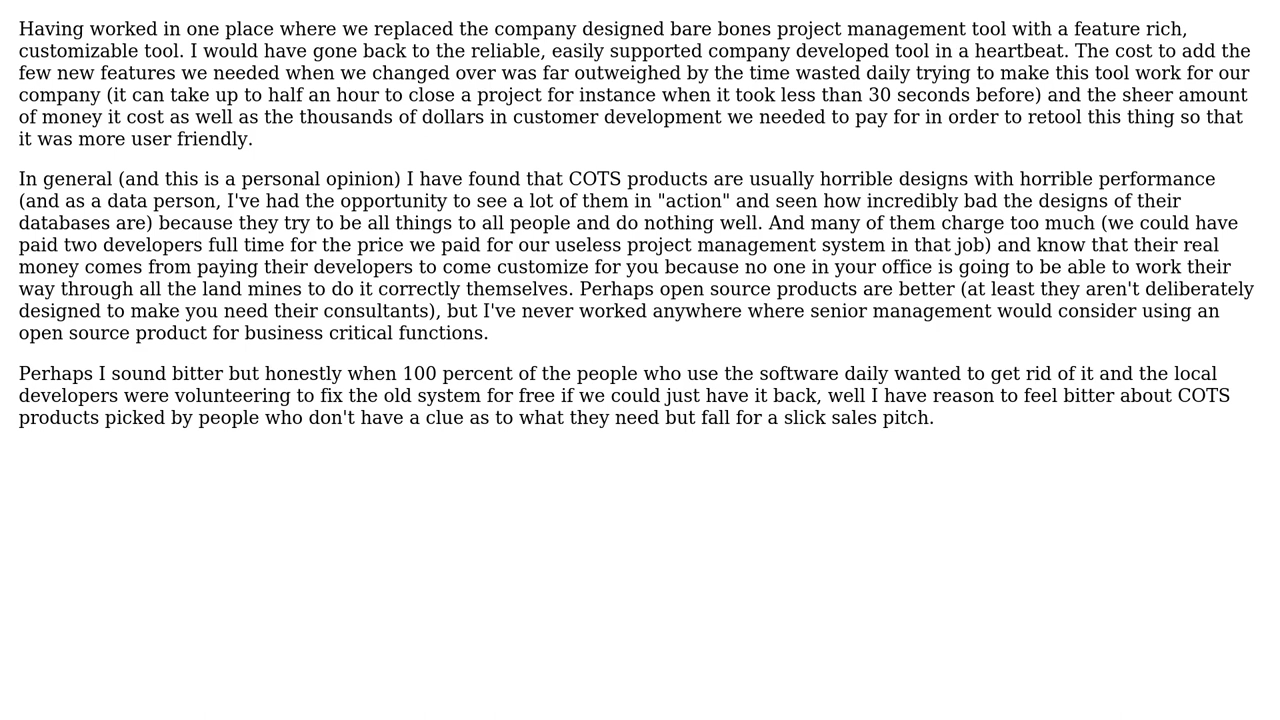 Having worked in one place where we replaced the company designed bare bones project management tool with a feature rich,
customizable tool. I would have gone back to the reliable, easily supported company developed tool in a heartbeat. The cost to add the
few new features we needed when we changed over was far outweighed by the time wasted daily trying to make this tool work for our
company (it can take up to half an hour to close a project for instance when it took less than 30 seconds before) and the sheer amount
of money it cost as well as the thousands of dollars in customer development we needed to pay for in order to retool this thing so that
it was more user friendly.
In general (and this is a personal opinion) I have found that COTS products are usually horrible designs with horrible performance
(and as a data person, I've had the opportunity to see a lot of them in "action" and seen how incredibly bad the designs of their
databases are) because they try to be all things to all people and do nothing well. And many of them charge too much (we could have
paid two developers full time for the price we paid for our useless project management system in that job) and know that their real
money comes from paying their developers to come customize for you because no one in your office is going to be able to work their
way through all the land mines to do it correctly themselves. Perhaps open source products are better (at least they aren't deliberately
designed to make you need their consultants), but I've never worked anywhere where senior management would consider using an
open source product for business critical functions.
Perhaps I sound bitter but honestly when 100 percent of the people who use the software daily wanted to get rid of it and the local
developers were volunteering to fix the old system for free if we could just have it back, well I have reason to feel bitter about COTS
products picked by people who don't have a clue as to what they need but fall for a slick sales pitch.